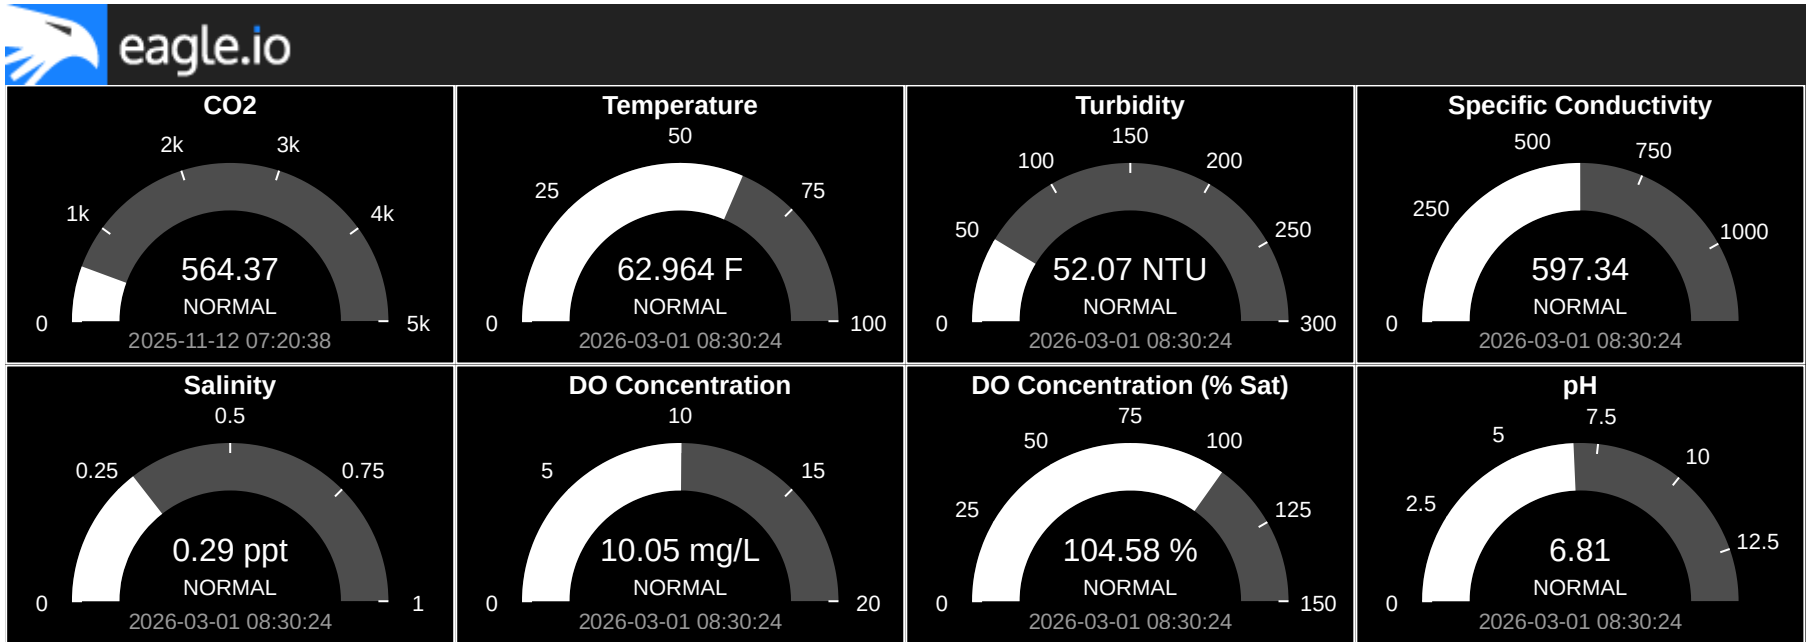 eagle.io
CO2
2k
3k
1k
4k
0
5k
564.37
NORMAL
2025-11-12 07:20:38
Temperature
50
25
75
0
100
62.964 F
NORMAL
2026-03-01 08:30:24
Turbidity
150
100
200
50
250
0
300
52.07 NTU
NORMAL
2026-03-01 08:30:24
Specific Conductivity
500
750
250
1000
0
597.34
NORMAL
2026-03-01 08:30:24
Salinity
0.5
0.25
0.75
0
1
0.29 ppt
NORMAL
2026-03-01 08:30:24
DO Concentration
10
5
15
0
20
10.05 mg/L
NORMAL
2026-03-01 08:30:24
DO Concentration (% Sat)
75
50
100
25
125
0
150
104.58 %
NORMAL
2026-03-01 08:30:24
pH
7.5
5
10
2.5
12.5
0
6.81
NORMAL
2026-03-01 08:30:24